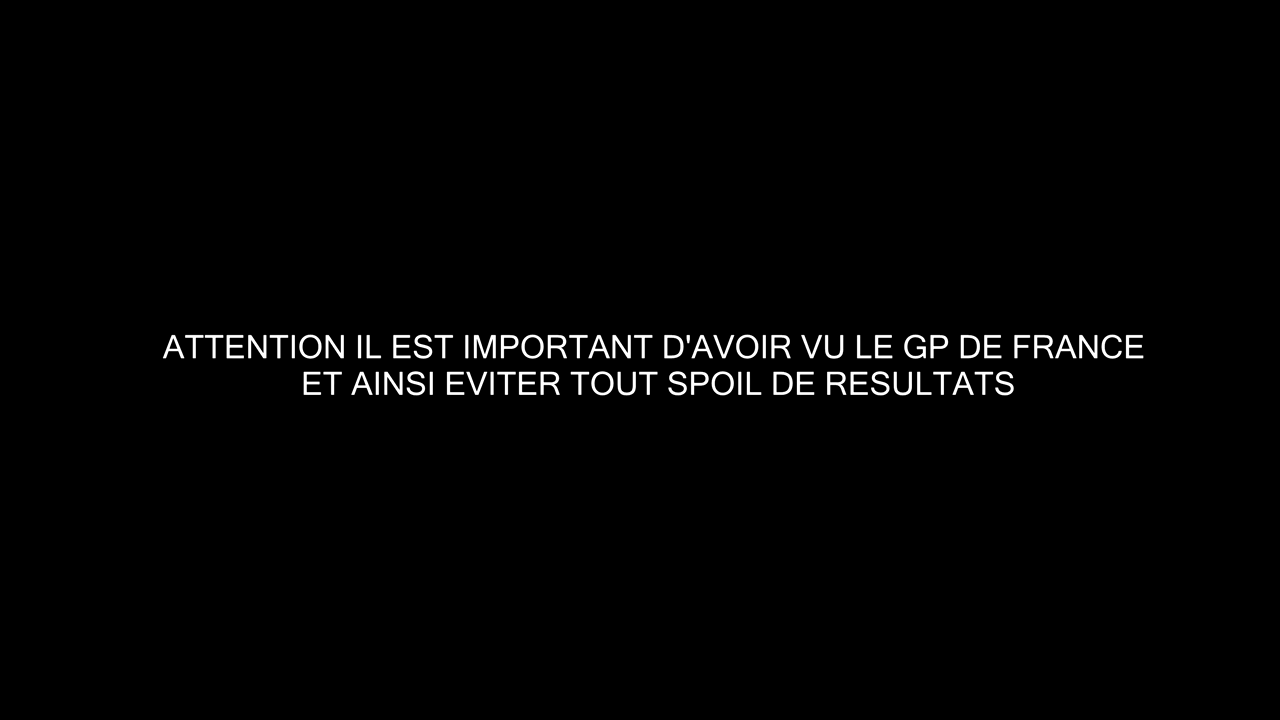 ATTENTION IL EST IMPORTANT D'AVOIR VU LE GP DE FRANCE
ET AINSI EVITER TOUT SPOIL DE RESULTATS